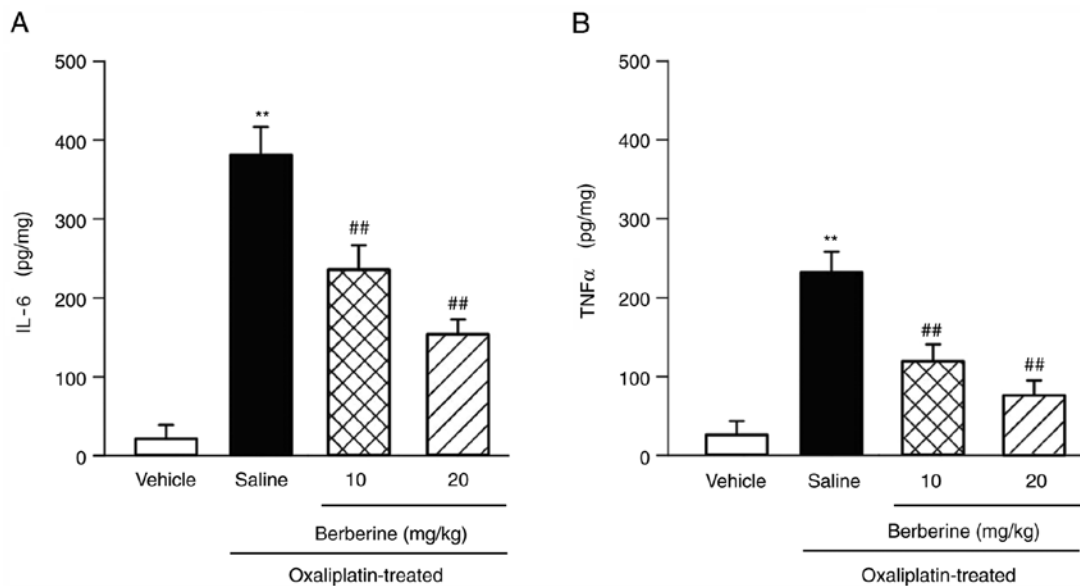 A
500
400
300
200
100
0
IL-6 (pg/mg)
**
##
##
Vehicle Saline 10 20
Berberine (mg/kg)
Oxaliplatin-treated
B
500
400
300
200
100
0
TNFα (pg/mg)
**
##
##
Vehicle Saline 10 20
Berberine (mg/kg)
Oxaliplatin-treated